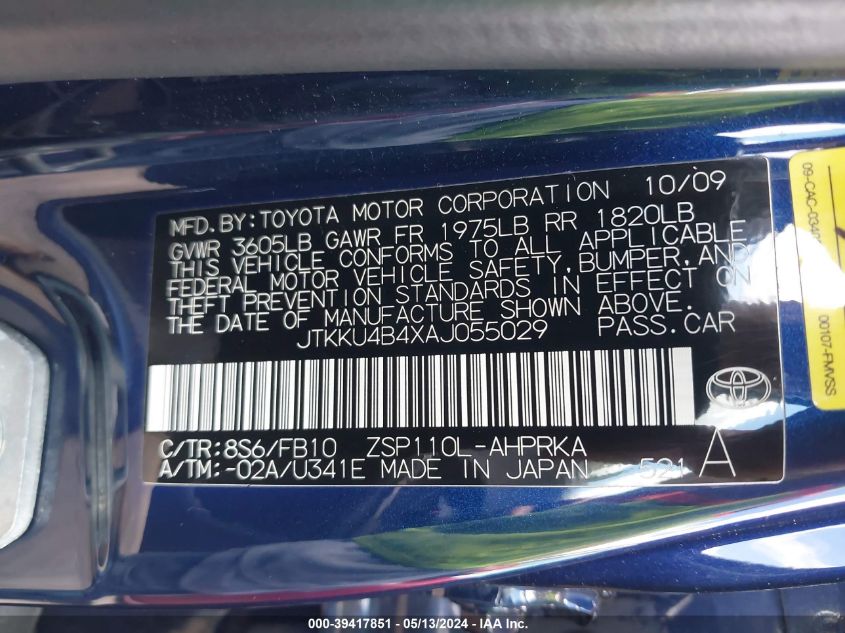 MFD. BY: TOYOTA MOTOR CORPORATION 10/09
GVWR 3605LB GAWR FR 1975LB RR 1820LB
THIS VEHICLE CONFORMS TO ALL APPLICABLE
FEDERAL MOTOR VEHICLE SAFETY, BUMPER, AND
THEFT PREVENTION STANDARDS IN EFFECT ON
THE DATE OF MANUFACTURE SHOWN ABOVE.
JTKKU4B4XAJ055029 PASS. CAR
C/TR: 8S6/FB10 ZSP110L-AHPRKA
A/TM: -02A/U341E MADE IN JAPAN 521 A
00107-FMVSS
000-39417851 / 05/13/2024 - IAA Inc.